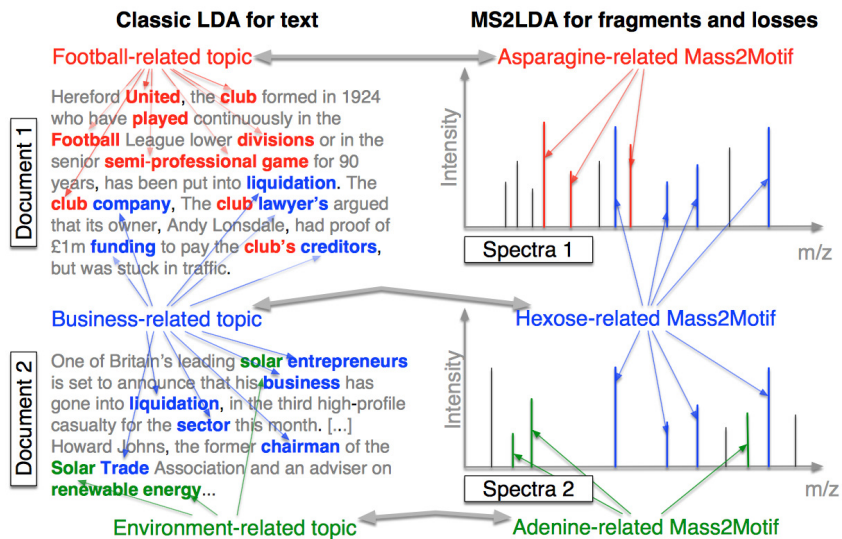 Classic LDA for text
MS2LDA for fragments and losses
Football-related topic
Asparagine-related Mass2Motif
Document 1
Hereford United, the club formed in 1924
who have played continuously in the
Football League lower divisions or in the
senior semi-professional game for 90
years, has been put into liquidation. The
club company, The club lawyer's argued
that its owner, Andy Lonsdale, had proof of
£1m funding to pay the club's creditors,
but was stuck in traffic.
Intensity
Spectra 1
m/z
Business-related topic
Hexose-related Mass2Motif
Document 2
One of Britain's leading solar entrepreneurs
is set to announce that his business has
gone into liquidation, in the third high-profile
casualty for the sector this month. [...]
Howard Johns, the former chairman of the
Solar Trade Association and an adviser on
renewable energy...
Intensity
Spectra 2
m/z
Environment-related topic
Adenine-related Mass2Motif